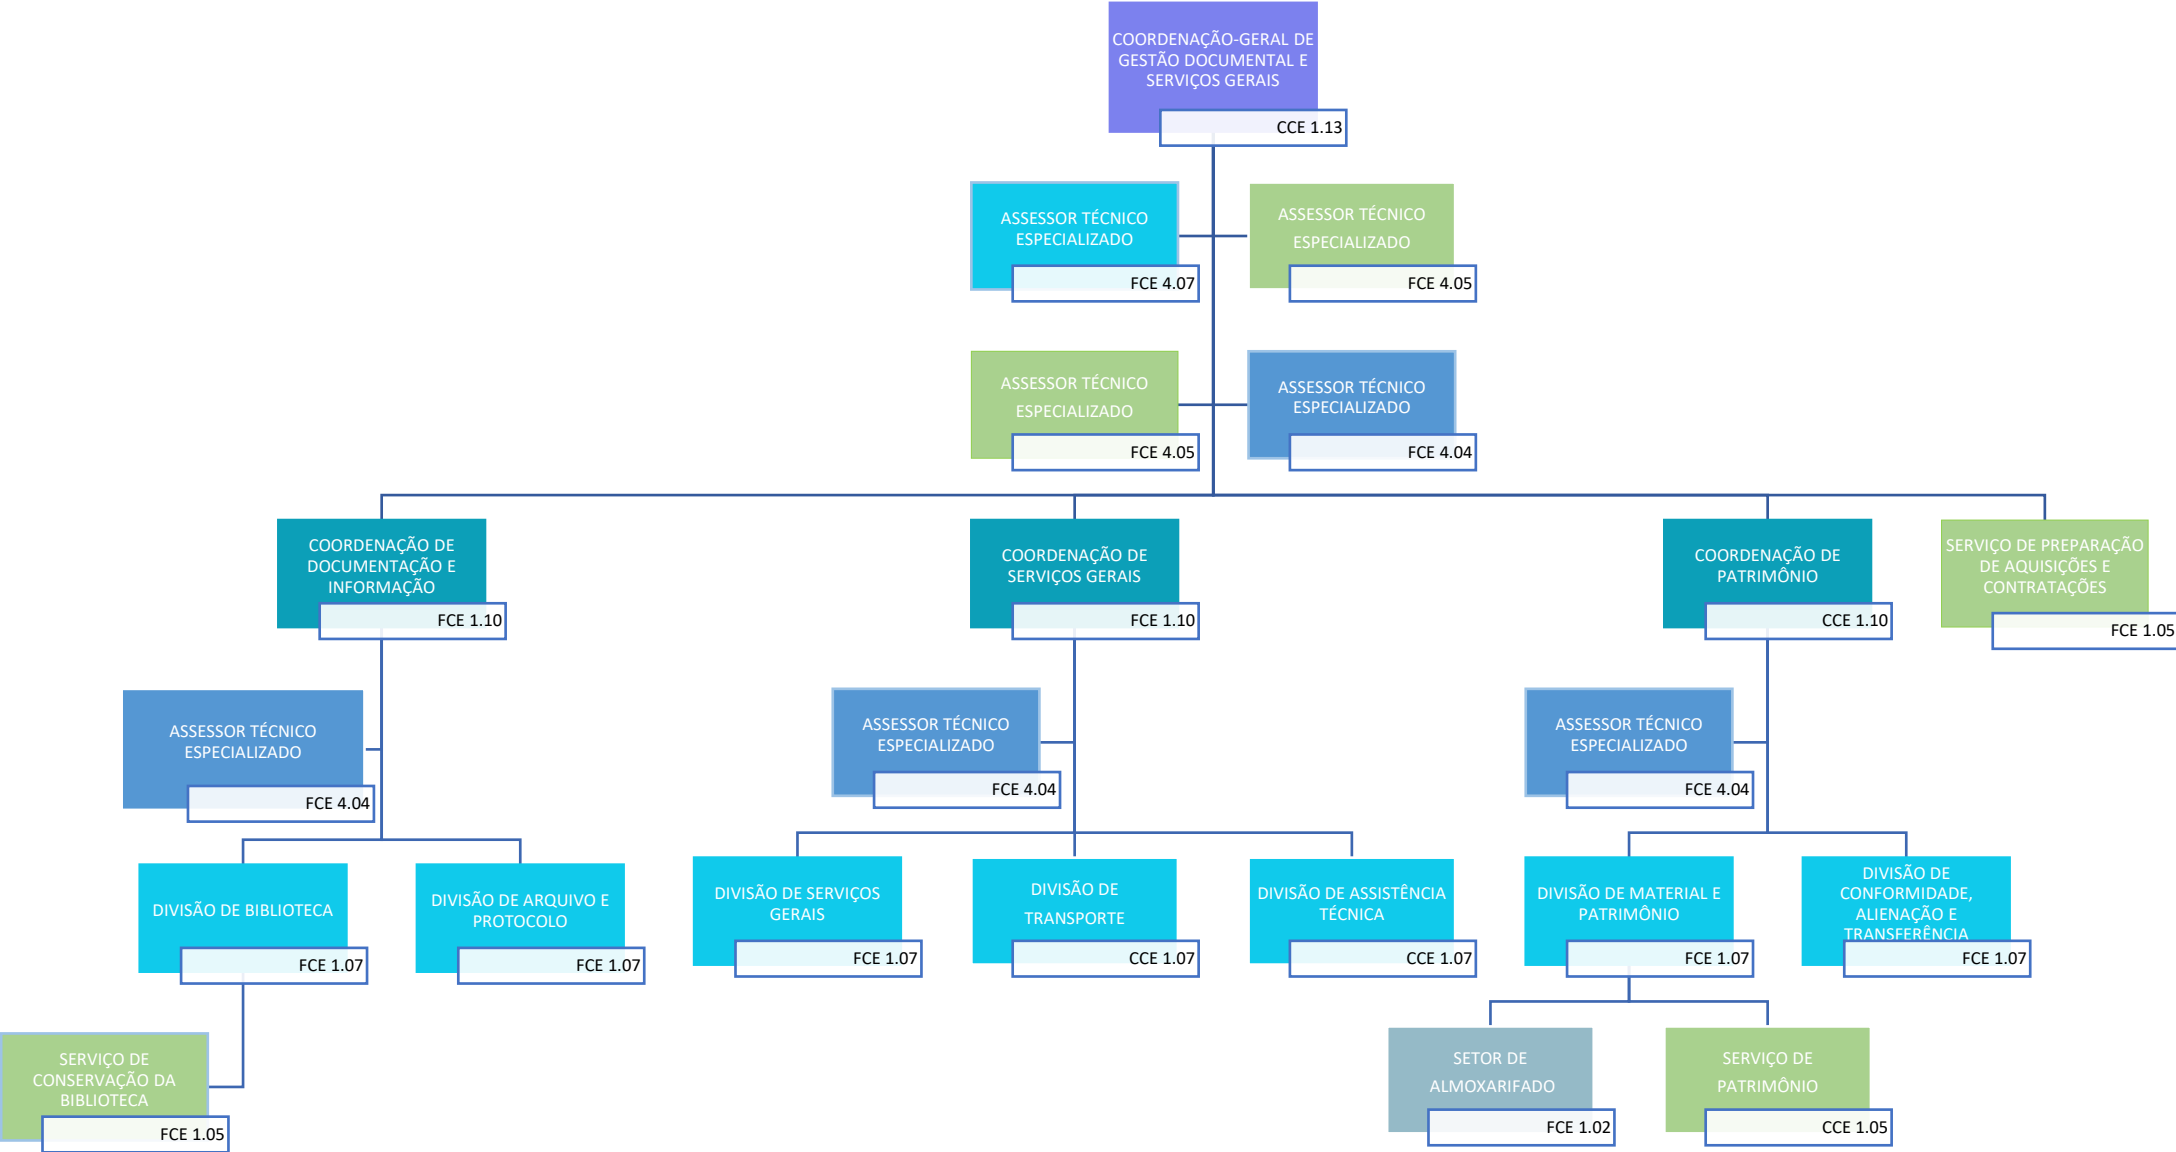 COORDENAÇÃO-GERAL DE
GESTÃO DOCUMENTAL E
SERVIÇOS GERAIS
CCE 1.13
ASSESSOR TÉCNICO
ESPECIALIZADO
FCE 4.07
ASSESSOR TÉCNICO
ESPECIALIZADO
FCE 4.05
ASSESSOR TÉCNICO
ESPECIALIZADO
FCE 4.05
ASSESSOR TÉCNICO
ESPECIALIZADO
FCE 4.04
COORDENAÇÃO DE
DOCUMENTAÇÃO E
INFORMAÇÃO
FCE 1.10
COORDENAÇÃO DE
SERVIÇOS GERAIS
FCE 1.10
COORDENAÇÃO DE
PATRIMÔNIO
CCE 1.10
SERVIÇO DE PREPARAÇÃO
DE AQUISIÇÕES E
CONTRATAÇÕES
FCE 1.05
ASSESSOR TÉCNICO
ESPECIALIZADO
FCE 4.04
ASSESSOR TÉCNICO
ESPECIALIZADO
FCE 4.04
ASSESSOR TÉCNICO
ESPECIALIZADO
FCE 4.04
DIVISÃO DE BIBLIOTECA
FCE 1.07
DIVISÃO DE ARQUIVO E
PROTOCOLO
FCE 1.07
DIVISÃO DE SERVIÇOS
GERAIS
FCE 1.07
DIVISÃO DE
TRANSPORTE
CCE 1.07
DIVISÃO DE ASSISTÊNCIA
TÉCNICA
CCE 1.07
DIVISÃO DE MATERIAL E
PATRIMÔNIO
FCE 1.07
DIVISÃO DE
CONFORMIDADE,
ALIENAÇÃO E
TRANSFERÊNCIA
FCE 1.07
SERVIÇO DE
CONSERVAÇÃO DA
BIBLIOTECA
FCE 1.05
SETOR DE
ALMOXARIFADO
FCE 1.02
SERVIÇO DE
PATRIMÔNIO
CCE 1.05